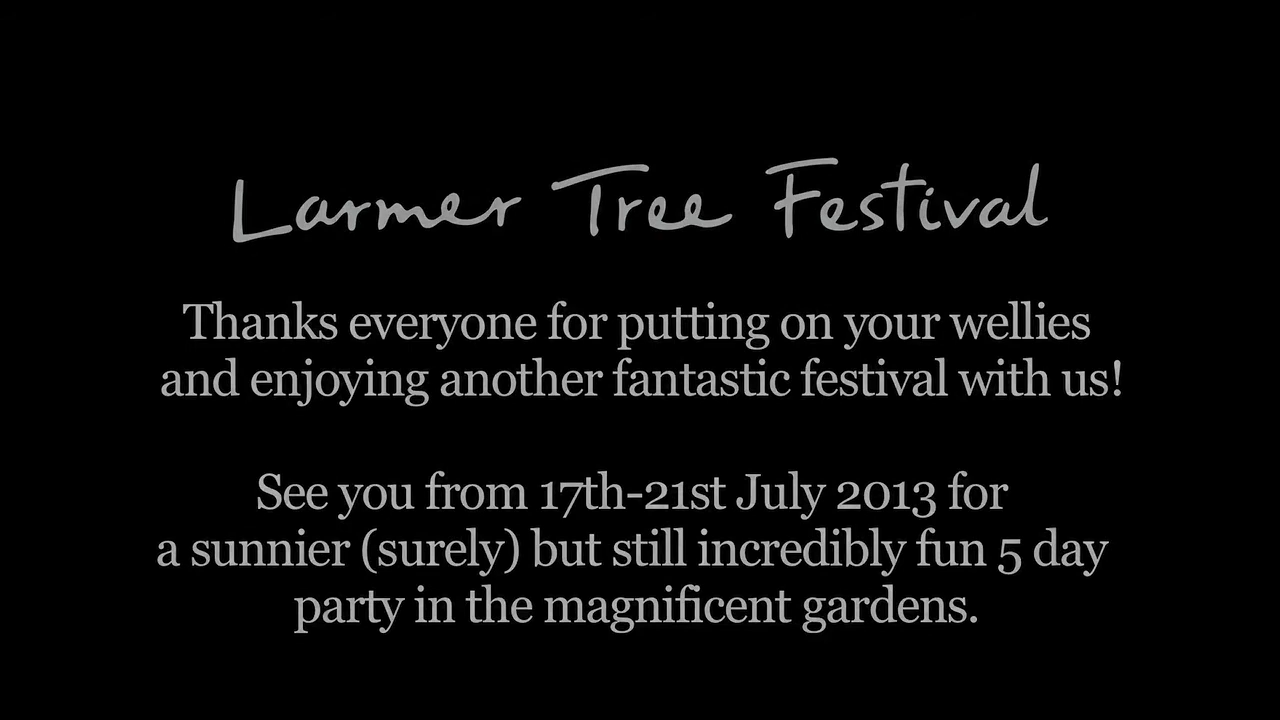 Larmer Tree Festival
Thanks everyone for putting on your wellies
and enjoying another fantastic festival with us!
See you from 17th-21st July 2013 for
a sunnier (surely) but still incredibly fun 5 day
party in the magnificent gardens.